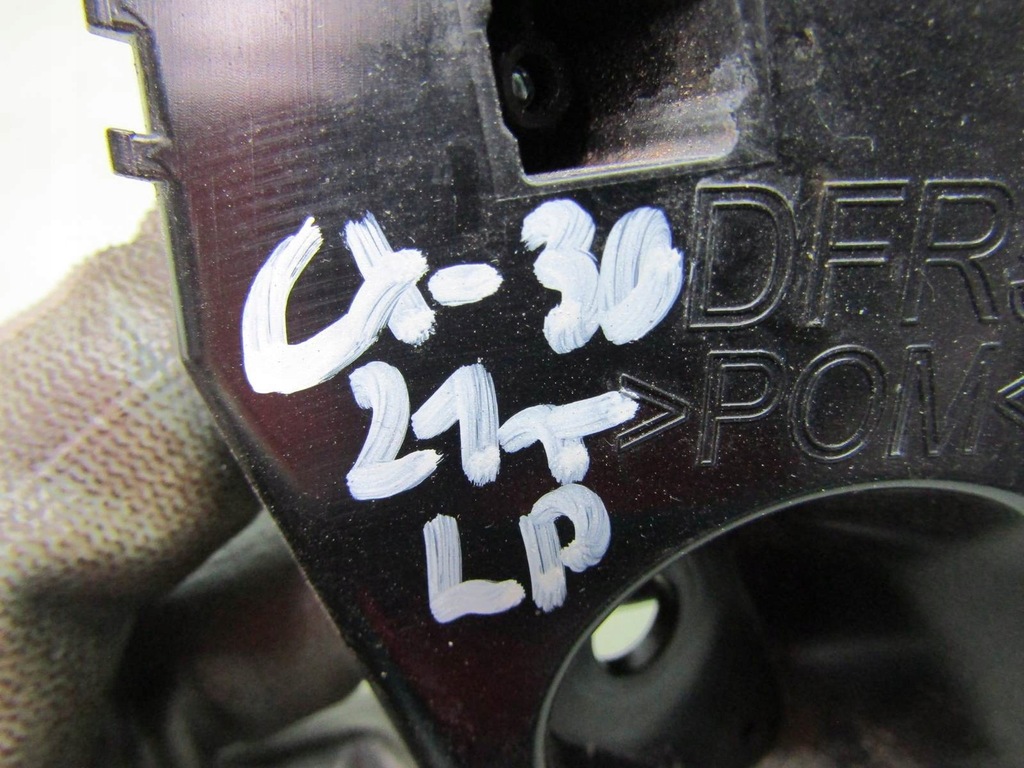 CX-30
21r
LP
DFR
>POM<